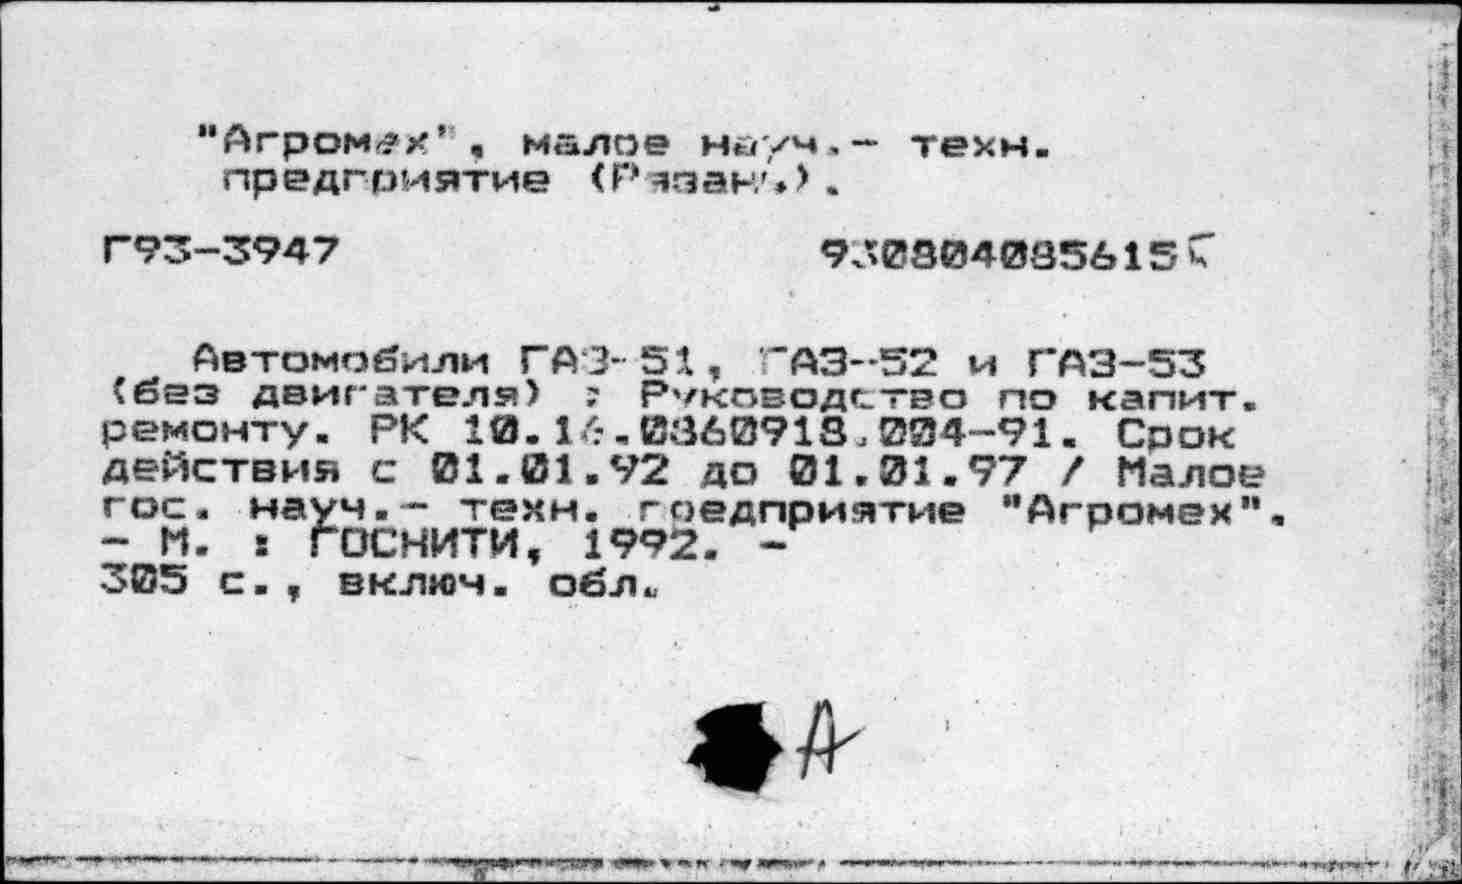 "Агромех", малое науч.- техн.
предприятие (Рязань).
Г93-3947
930804085615
Автомобили ГАЗ-51, ГАЗ-52 и ГАЗ-53
(без двигателя) : Руководство по капит.
ремонту. РК 10.16.0360918.004-91. Срок
действия с 01.01.92 до 01.01.97 / Малое
гос. науч.- техн. предприятие "Агромех".
- М. : ГОСНИТИ, 1992. -
305 с., включ. обл.
А